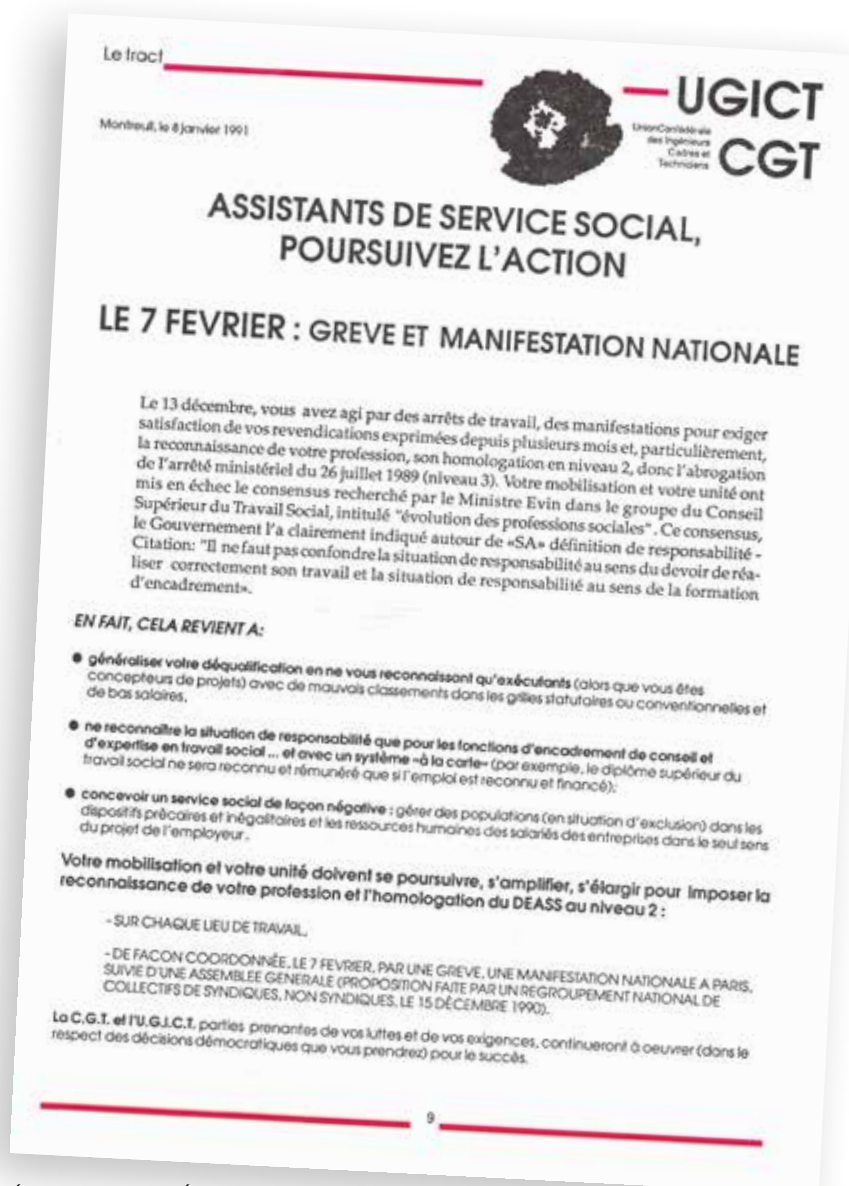 Le tract
UGICT
CGT
Union Confédérale
des Ingénieurs
Cadres et
Techniciens
Montreuil, le 8 janvier 1991
ASSISTANTS DE SERVICE SOCIAL,
POURSUIVEZ L'ACTION
LE 7 FEVRIER : GREVE ET MANIFESTATION NATIONALE
Le 13 décembre, vous avez agi par des arrêts de travail, des manifestations pour exiger
satisfaction de vos revendications exprimées depuis plusieurs mois et, particulièrement,
la reconnaissance de votre profession, son homologation en niveau 2, donc l'abrogation
de l'arrêté ministériel du 26 juillet 1989 (niveau 3). Votre mobilisation et votre unité ont
mis en échec le consensus recherché par le Ministre Evin dans le groupe du Conseil
Supérieur du Travail Social, intitulé "évolution des professions sociales". Ce consensus,
le Gouvernement l'a clairement indiqué autour de «SA» définition de responsabilité -
Citation: "Il ne faut pas confondre la situation de responsabilité au sens du devoir de réa-
liser correctement son travail et la situation de responsabilité au sens de la formation
d'encadrement».
EN FAIT, CELA REVIENT A:
● généraliser votre déqualification en ne vous reconnaissant qu'exécutants (alors que vous êtes
concepteurs de projets) avec de mauvais classements dans les grilles statutaires ou conventionnelles et
de bas salaires,
● ne reconnaître la situation de responsabilité que pour les fonctions d'encadrement de conseil et
d'expertise en travail social ... et avec un système «à la carte» (par exemple, le diplôme supérieur du
travail social ne sera reconnu et rémunéré que si l'emploi est reconnu et financé);
● concevoir un service social de façon négative : gérer des populations (en situation d'exclusion) dans les
dispositifs précaires et inégalitaires et les ressources humaines des salariés des entreprises dans le seul sens
du projet de l'employeur.
Votre mobilisation et votre unité doivent se poursuivre, s'amplifier, s'élargir pour imposer la
reconnaissance de votre profession et l'homologation du DEASS au niveau 2 :
- SUR CHAQUE LIEU DE TRAVAIL,
- DE FACON COORDONNÉE, LE 7 FEVRIER, PAR UNE GREVE, UNE MANIFESTATION NATIONALE A PARIS,
SUIVIE D'UNE ASSEMBLEE GENERALE (PROPOSITION FAITE PAR UN REGROUPEMENT NATIONAL DE
COLLECTIFS DE SYNDIQUES, NON SYNDIQUES, LE 15 DÉCEMBRE 1990).
La C.G.T. et l'U.G.I.C.T. parties prenantes de vos luttes et de vos exigences, continueront à oeuvrer (dans le
respect des décisions démocratiques que vous prendrez) pour le succès.
9